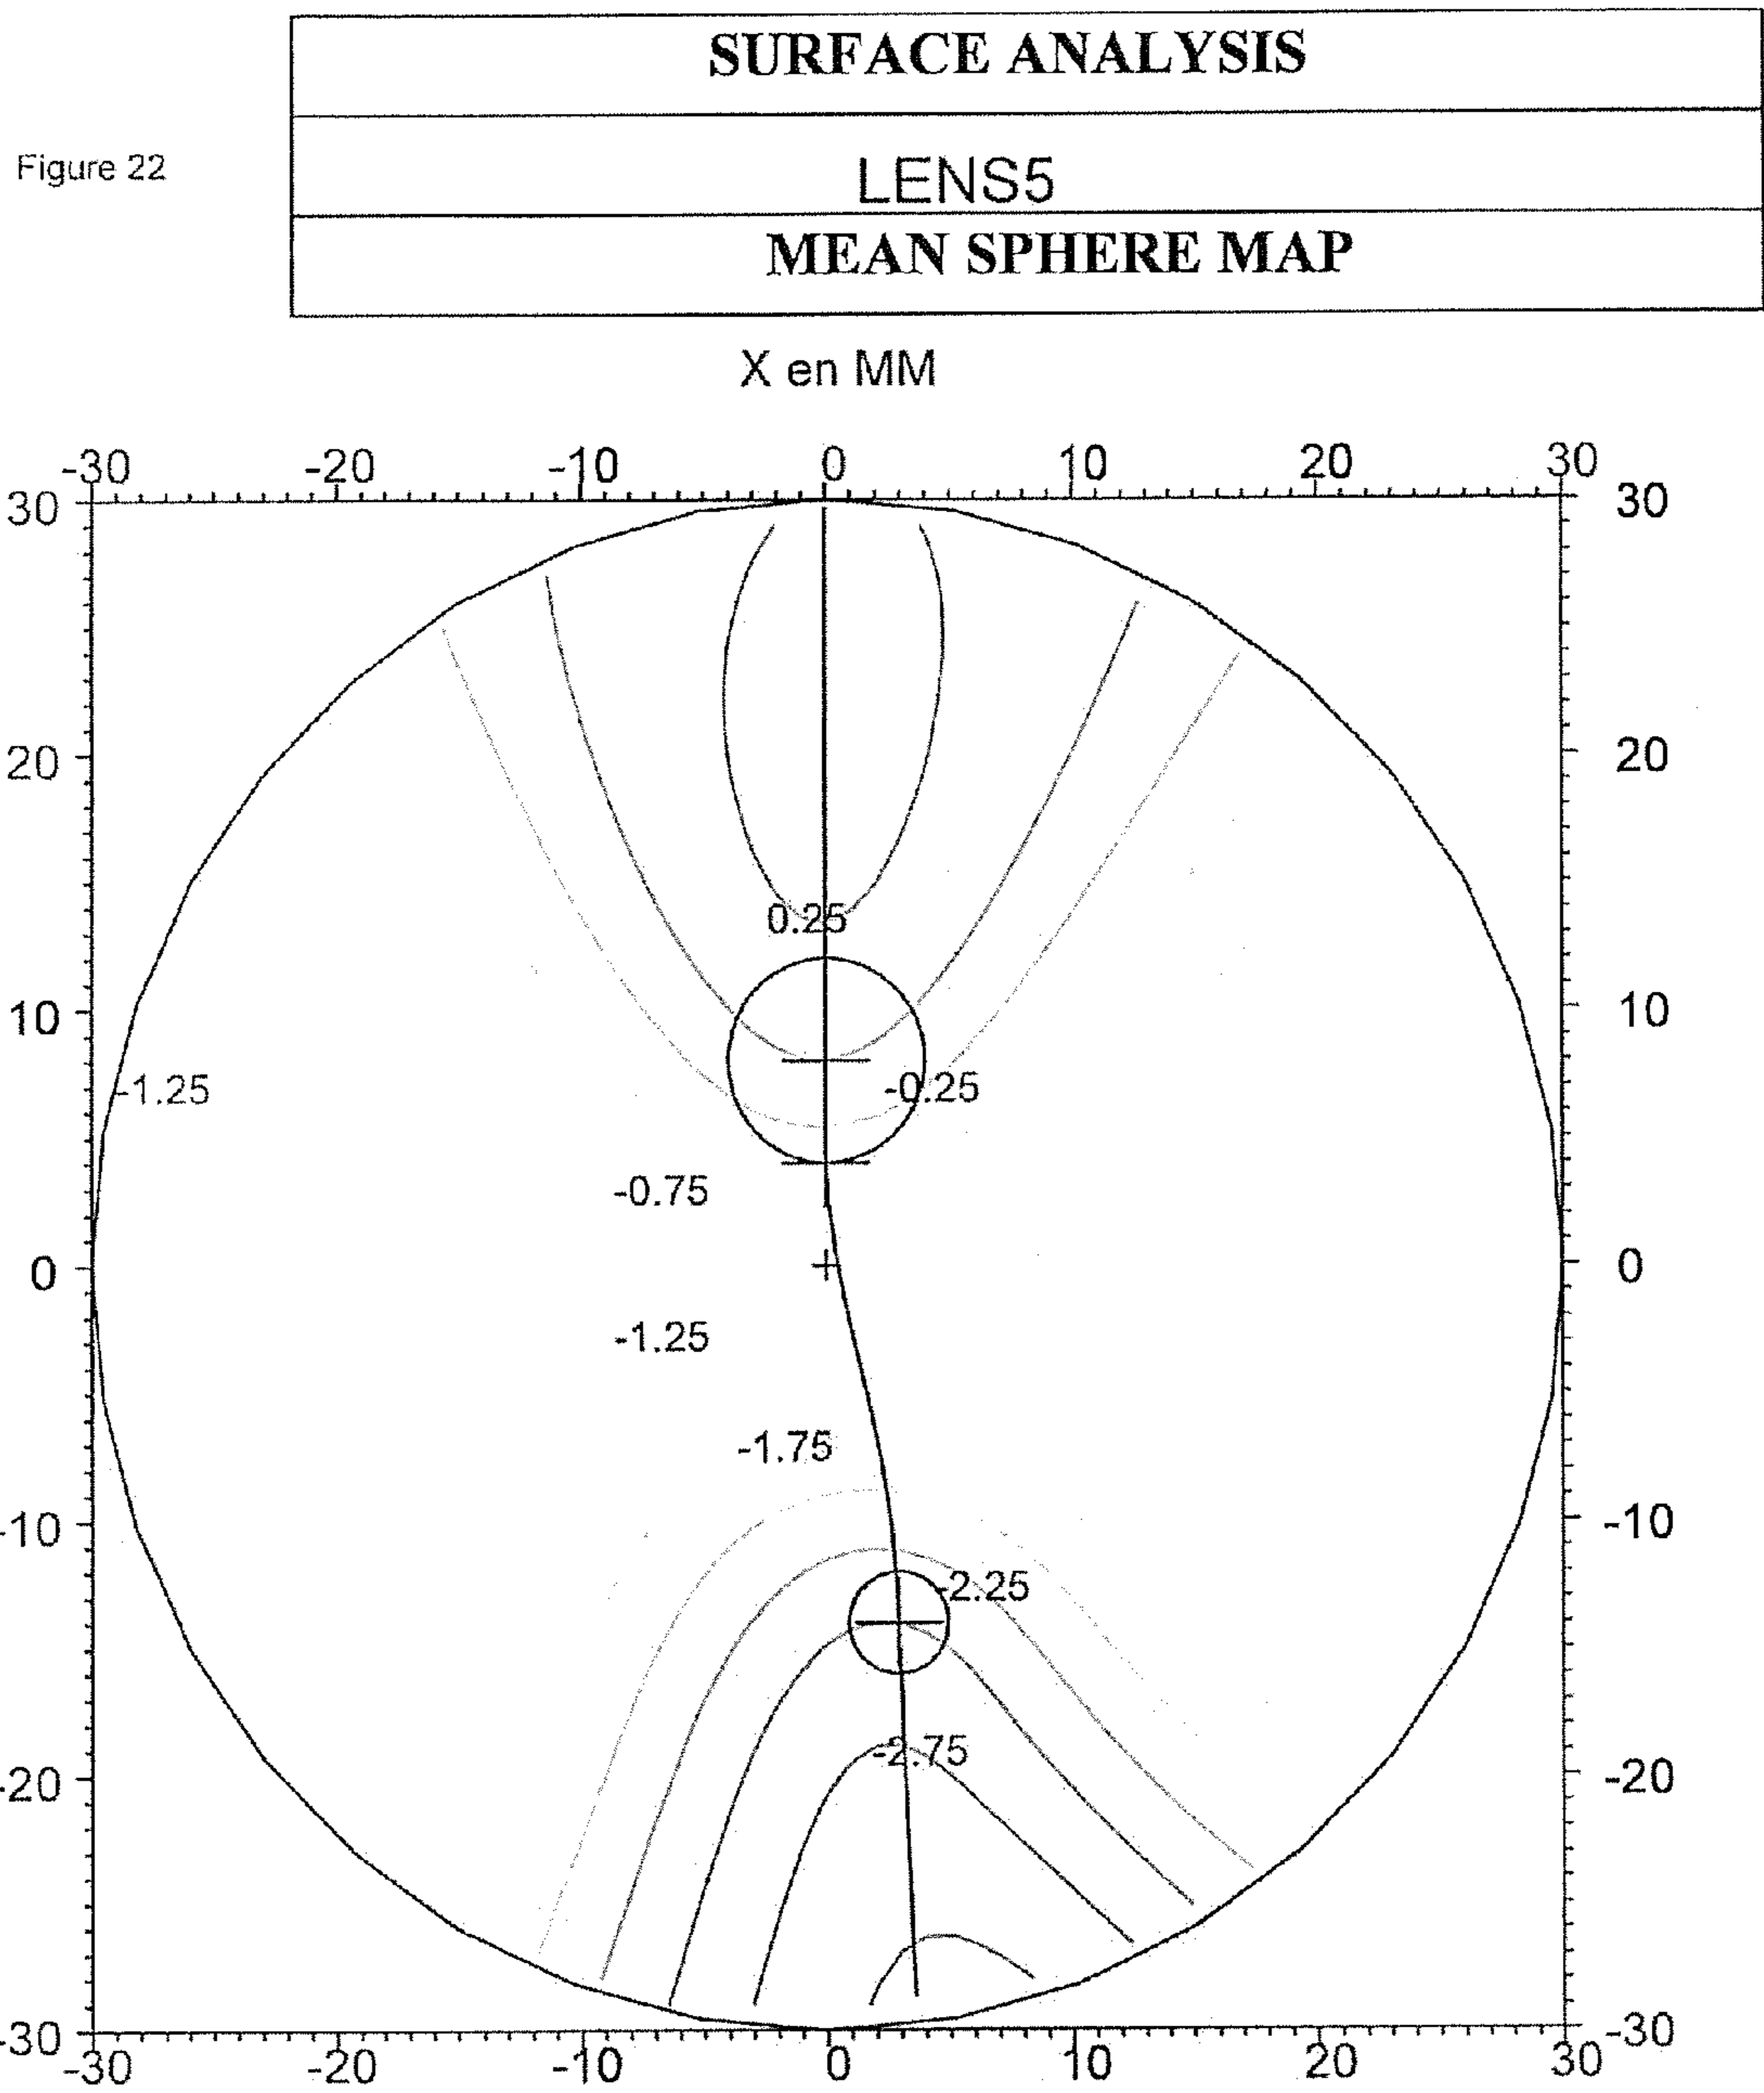 SURFACE ANALYSIS
Figure 22
LENS5
MEAN SPHERE MAP
X en MM
-30 -20 -10 0 10 20 30
30 30
20 20
0.25
10 10
-1.25 -0.25
-0.75
0 0
-1.25
-1.75
-10 -10
-2.25
-2.75
-20 -20
-30 -30
-30 -20 -10 0 10 20 30